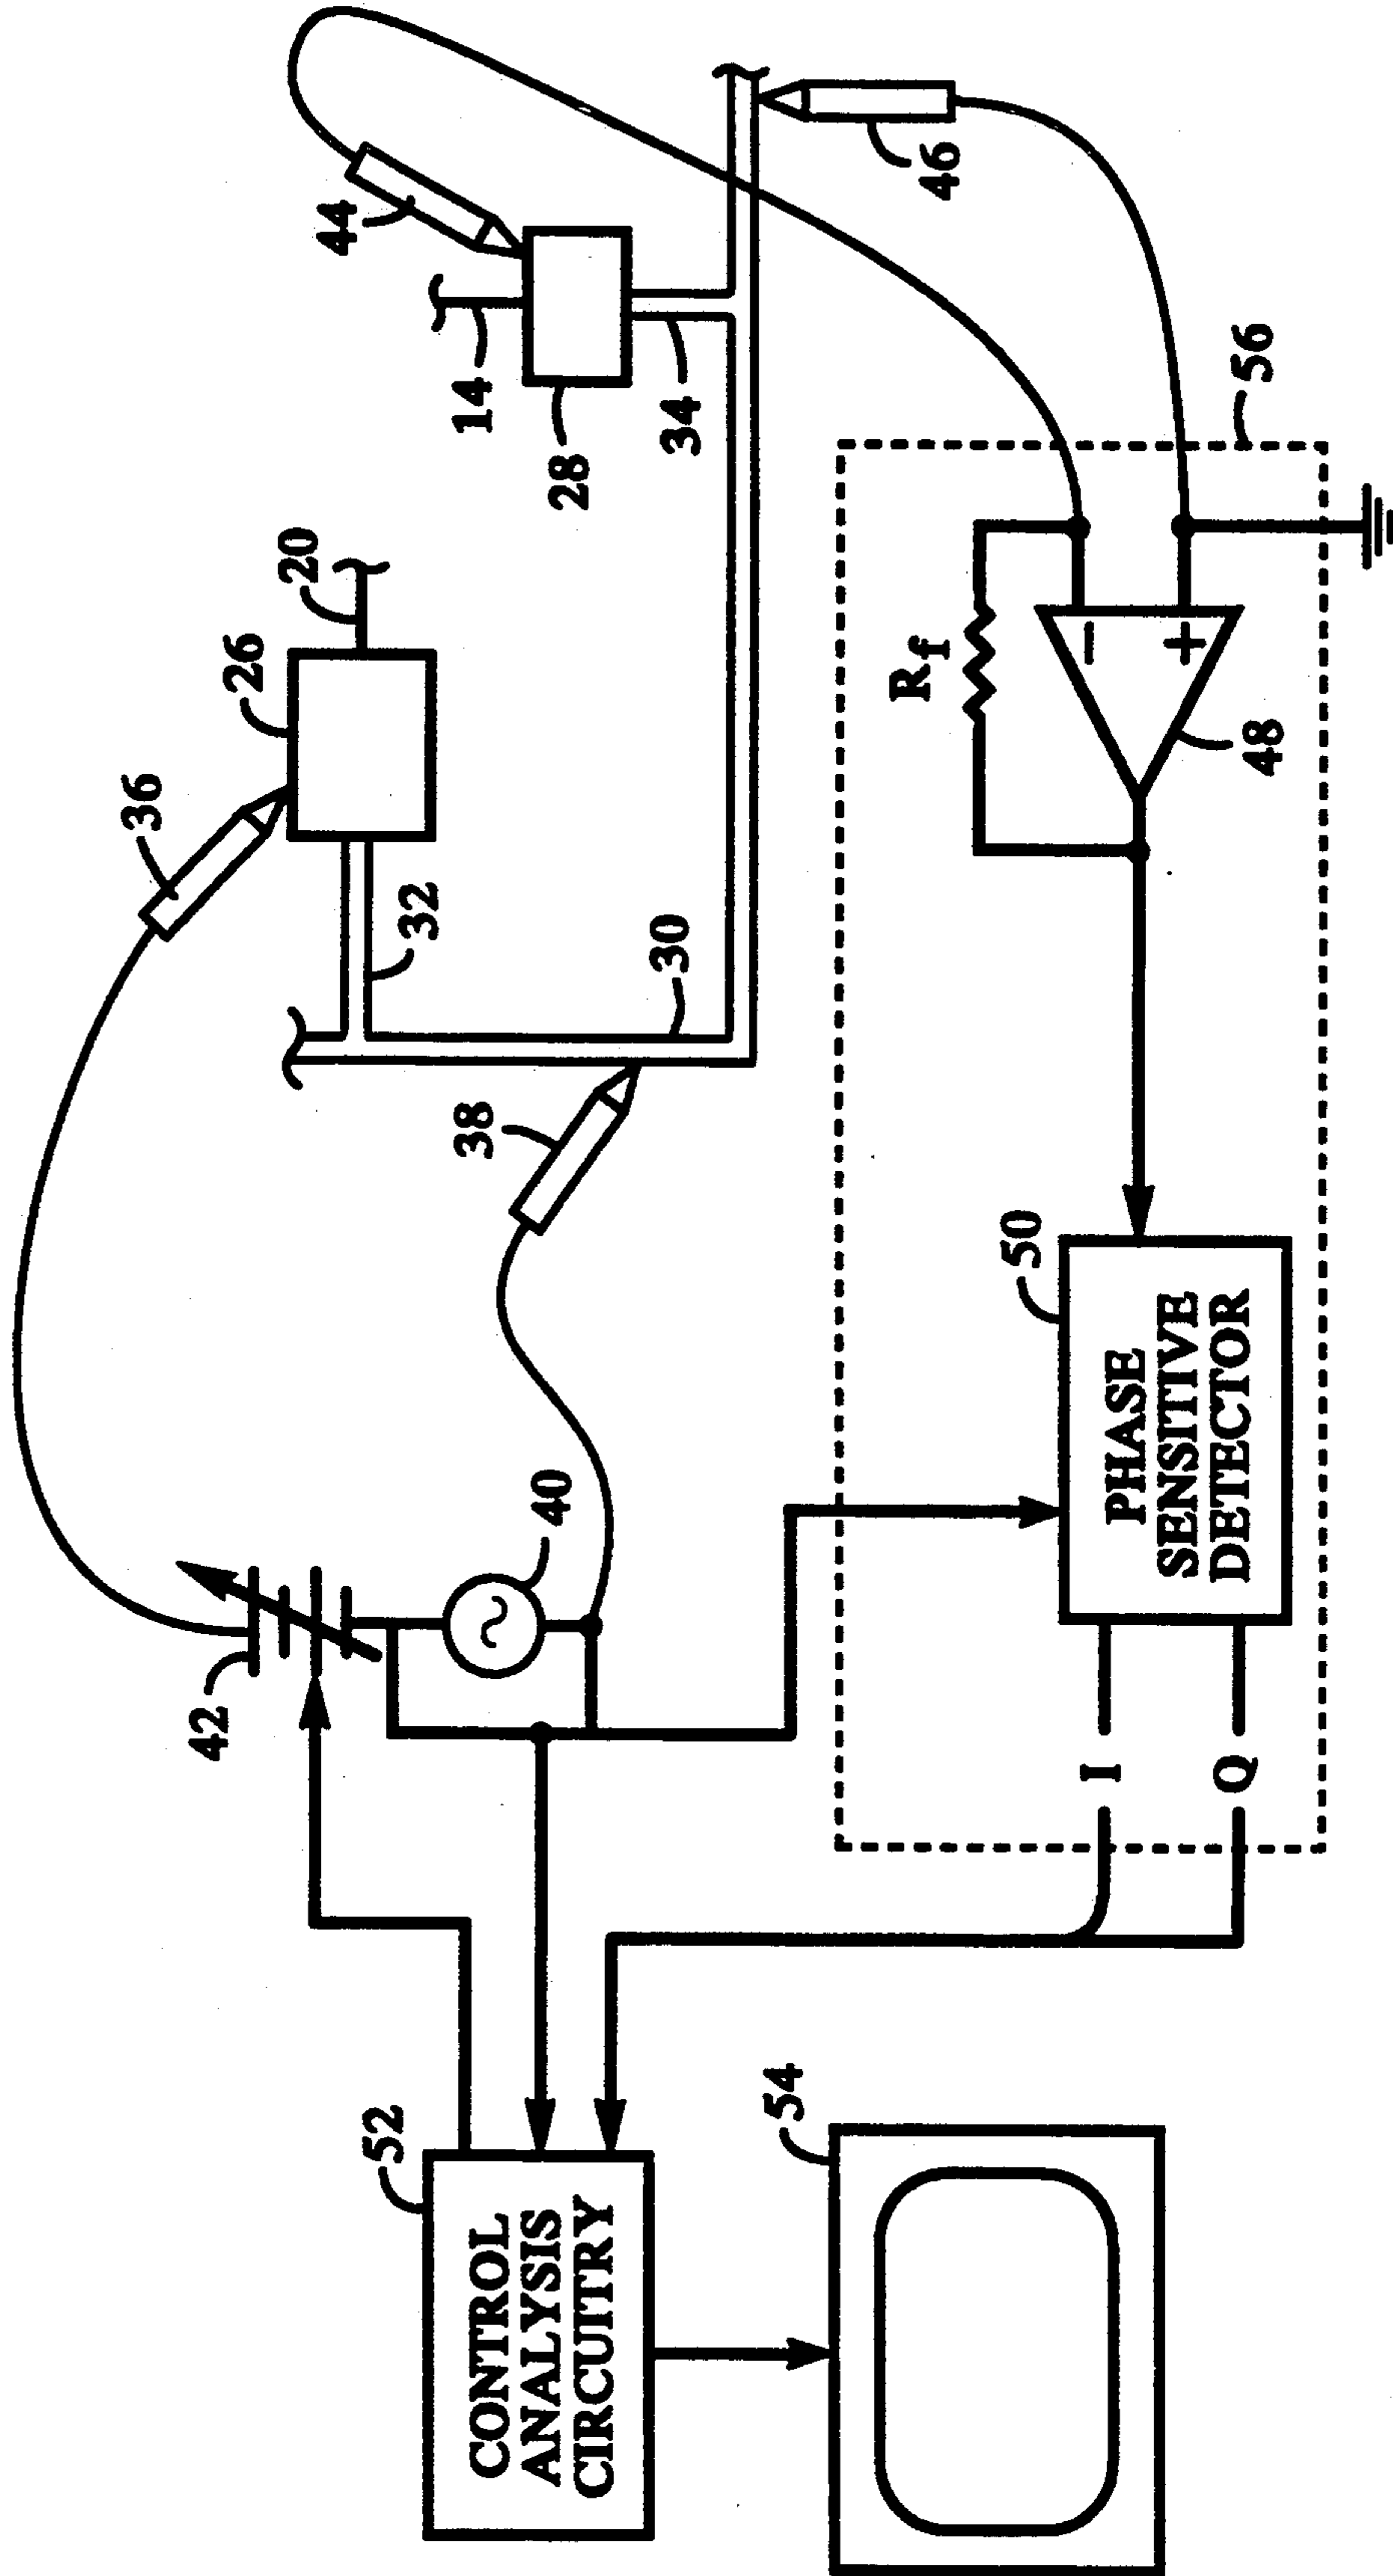 52
CONTROL
ANALYSIS
CIRCUITRY
54
42
40
36
38
26
20
32
30
44
14
28
34
46
56
I
Q
50
PHASE
SENSITIVE
DETECTOR
Rf
−
+
48